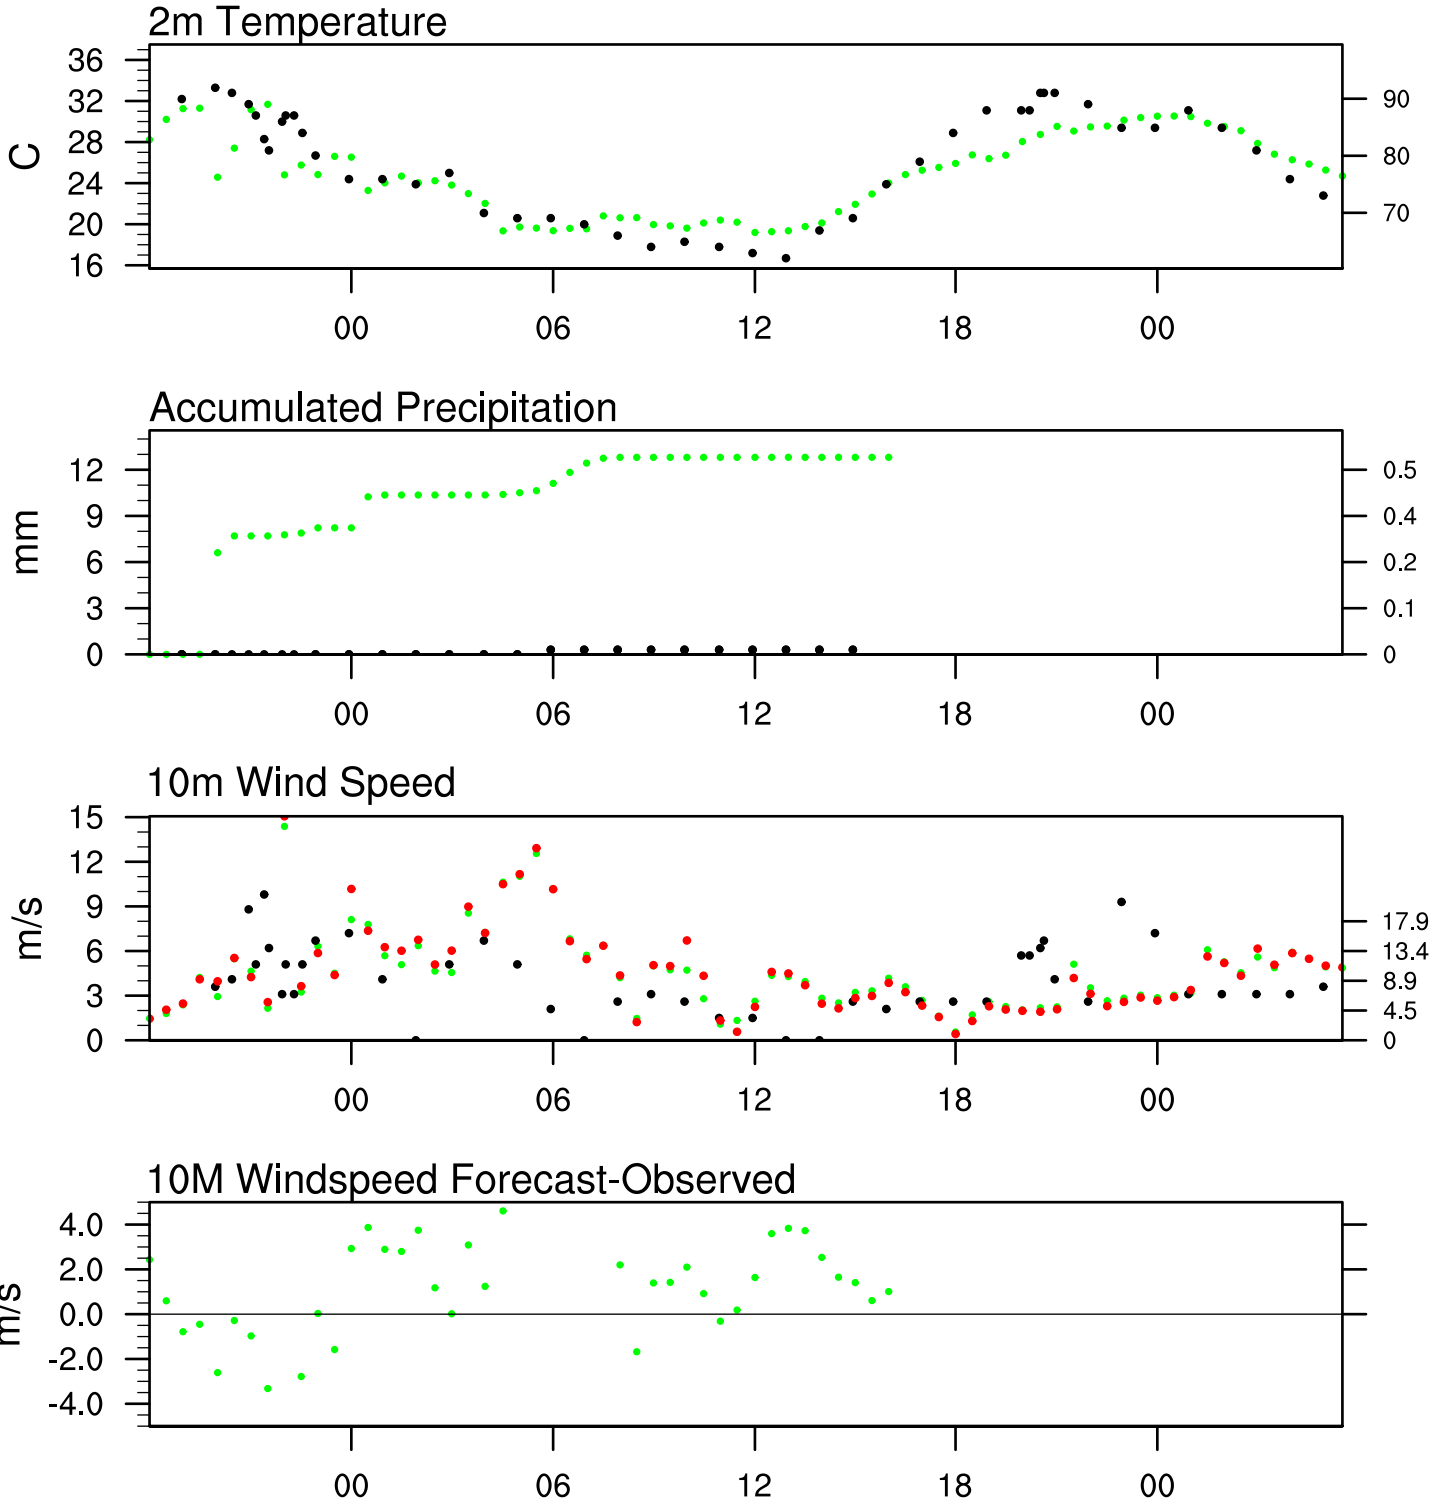 2m Temperature
36
32
28
24
20
16
C
90
80
70
00 06 12 18 00
Accumulated Precipitation
12
9
6
3
0
mm
0.5
0.4
0.2
0.1
0
00 06 12 18 00
10m Wind Speed
15
12
9
6
3
0
m/s
17.9
13.4
8.9
4.5
0
00 06 12 18 00
10M Windspeed Forecast-Observed
4.0
2.0
0.0
-2.0
-4.0
m/s
00 06 12 18 00